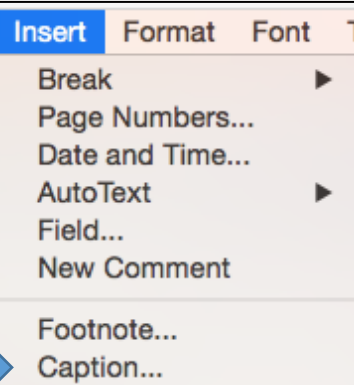 Insert Format Font
Break
Page Numbers...
Date and Time...
AutoText
Field...
New Comment
Footnote...
Caption...